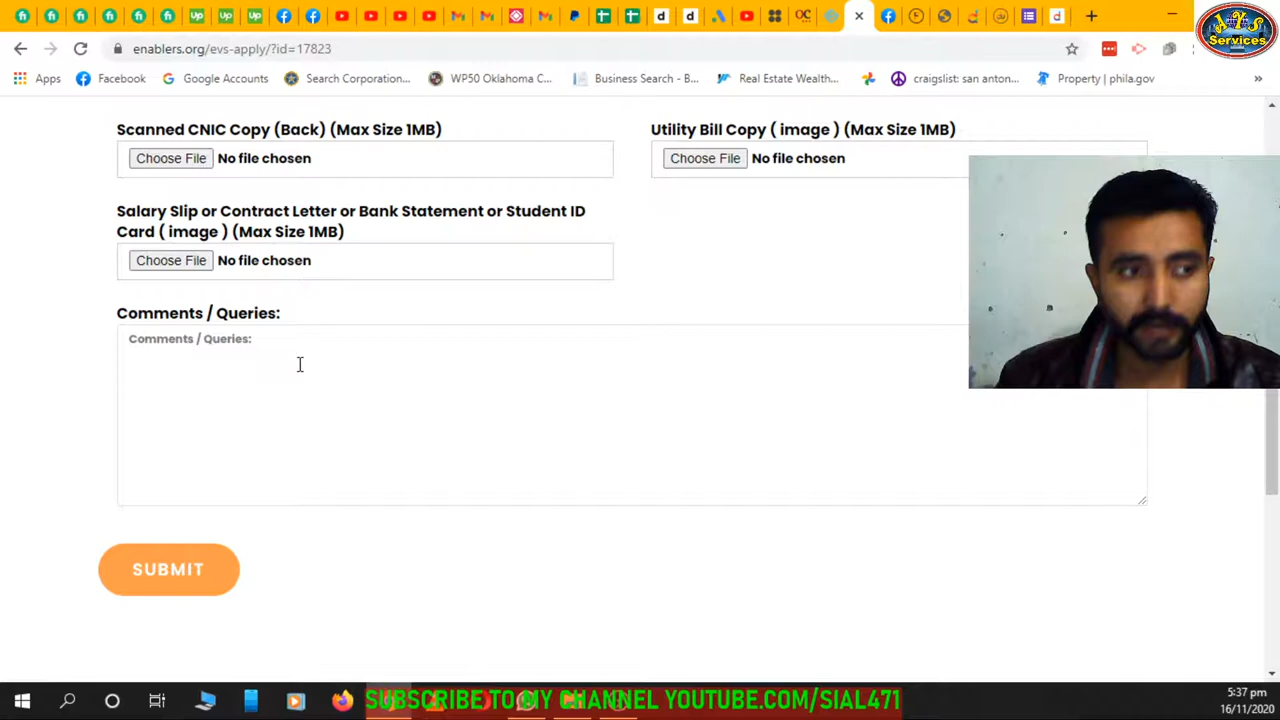 enablers.org/evs-apply/?id=17823
AYS
Services
Apps
Facebook
Google Accounts
Search Corporation...
WP50 Oklahoma C...
Business Search - B...
Real Estate Wealth...
craigslist: san anton...
Property | phila.gov
»
Scanned CNIC Copy (Back) (Max Size 1MB)
Utility Bill Copy ( image ) (Max Size 1MB)
Choose File No file chosen
Choose File No file chosen
Salary Slip or Contract Letter or Bank Statement or Student ID
Card ( image ) (Max Size 1MB)
Choose File No file chosen
Comments / Queries:
Comments / Queries:
SUBMIT
SUBSCRIBE TO MY CHANNEL YOUTUBE.COM/SIAL471
5:37 pm
16/11/2020